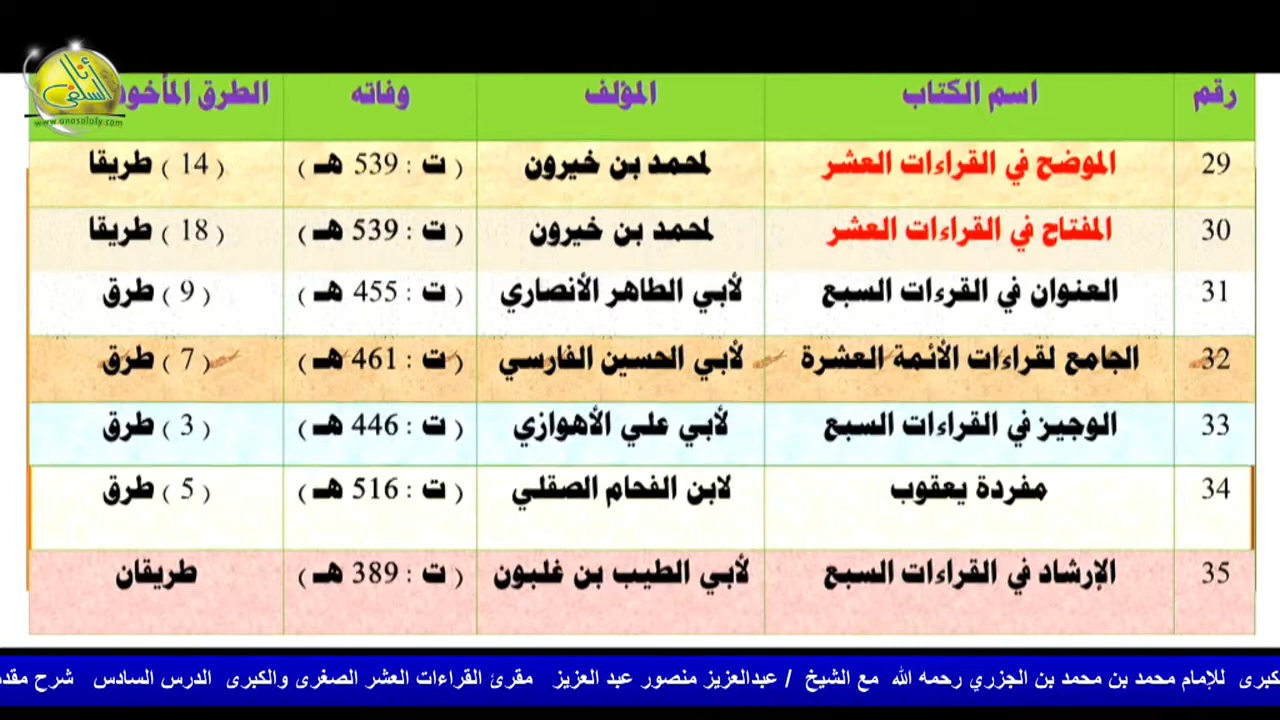 أنا السلفي
www.anasalafy.com
رقم اسم الكتاب المؤلف وفاته الطرق المأخو
29 الموضح في القراءات العشر لمحمد بن خيرون ( ت : 539 هـ ) ( 14 ) طريقا
30 المفتاح في القراءات العشر لمحمد بن خيرون ( ت : 539 هـ ) ( 18 ) طريقا
31 العنوان في القرءات السبع لأبي الطاهر الأنصاري ( ت : 455 هـ ) ( 9 ) طرق
32 الجامع لقراءات الأئمة العشرة لأبي الحسين الفارسي ( ت : 461 هـ ) ( 7 ) طرق
33 الوجيز في القراءات السبع لأبي علي الأهوازي ( ت : 446 هـ ) ( 3 ) طرق
34 مفردة يعقوب لابن الفحام الصقلي ( ت : 516 هـ ) ( 5 ) طرق
35 الإرشاد في القراءات السبع لأبي الطيب بن غلبون ( ت : 389 هـ ) طريقان
كبرى للإمام محمد بن محمد بن الجزري رحمه الله مع الشيخ / عبدالعزيز منصور عبد العزيز مقرئ القراءات العشر الصغرى والكبرى الدرس السادس شرح مقد